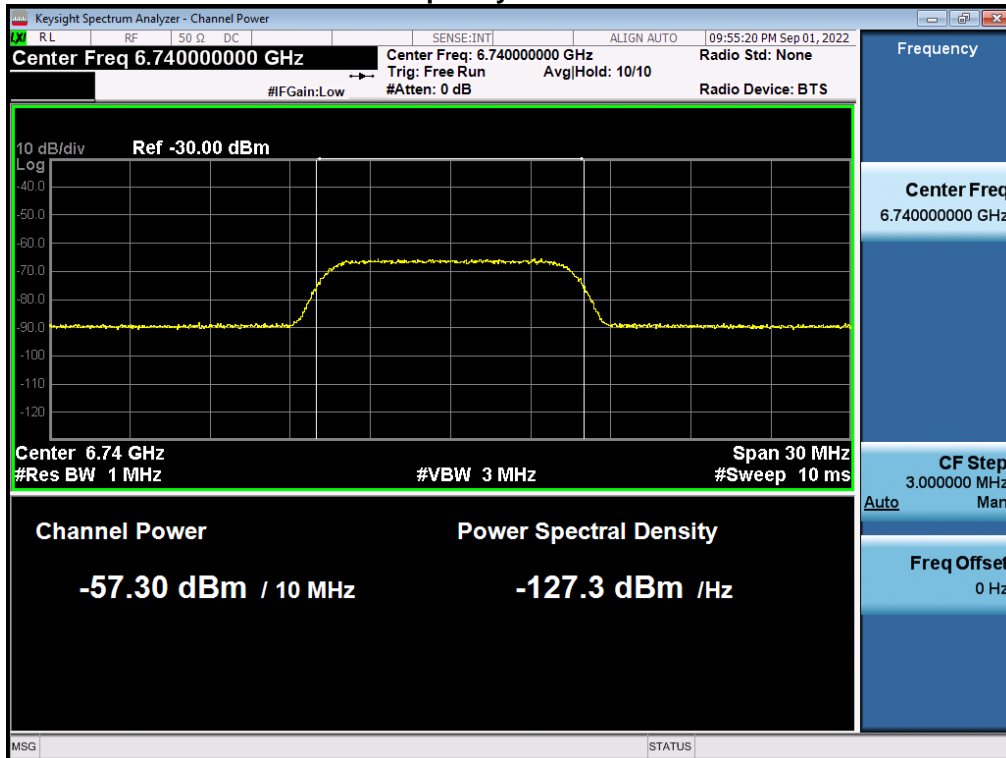 Keysight Spectrum Analyzer - Channel Power
LXI RL RF 50 Ω DC SENSE:INT ALIGN AUTO 09:55:20 PM Sep 01, 2022
Center Freq 6.740000000 GHz
#IFGain:Low
Center Freq: 6.740000000 GHz
Trig: Free Run Avg|Hold: 10/10
#Atten: 0 dB
Radio Std: None
Radio Device: BTS
10 dB/div Ref -30.00 dBm
Log
-40.0
-50.0
-60.0
-70.0
-80.0
-90.0
-100
-110
-120
Center 6.74 GHz Span 30 MHz
#Res BW 1 MHz #VBW 3 MHz #Sweep 10 ms
Channel Power Power Spectral Density
-57.30 dBm / 10 MHz -127.3 dBm /Hz
Frequency
Center Freq
6.740000000 GHz
CF Step
3.000000 MHz
Auto Man
Freq Offset
0 Hz
MSG STATUS